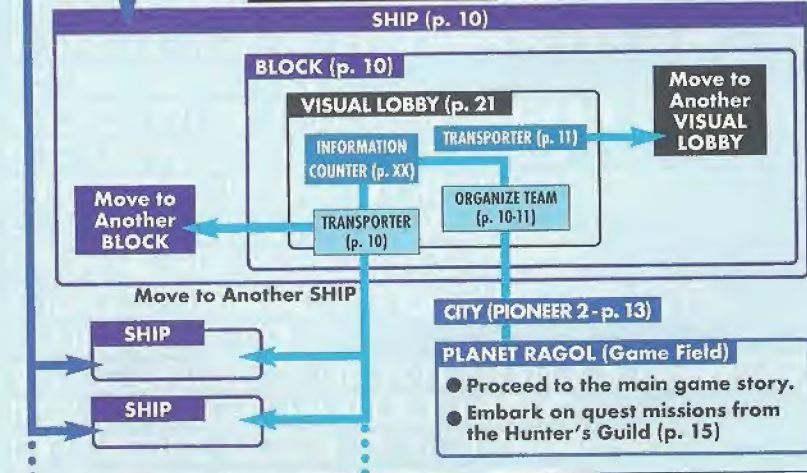 SHIP (p. 10)
BLOCK (p. 10)
VISUAL LOBBY (p. 21
INFORMATION
COUNTER (p. XX)
TRANSPORTER (p. 11)
Move to
Another
VISUAL
LOBBY
Move to
Another
BLOCK
TRANSPORTER
(p. 10)
ORGANIZE TEAM
(p. 10-11)
Move to Another SHIP
SHIP
SHIP
CITY (PIONEER 2 - p. 13)
PLANET RAGOL (Game Field)
● Proceed to the main game story.
● Embark on quest missions from
the Hunter's Guild (p. 15)